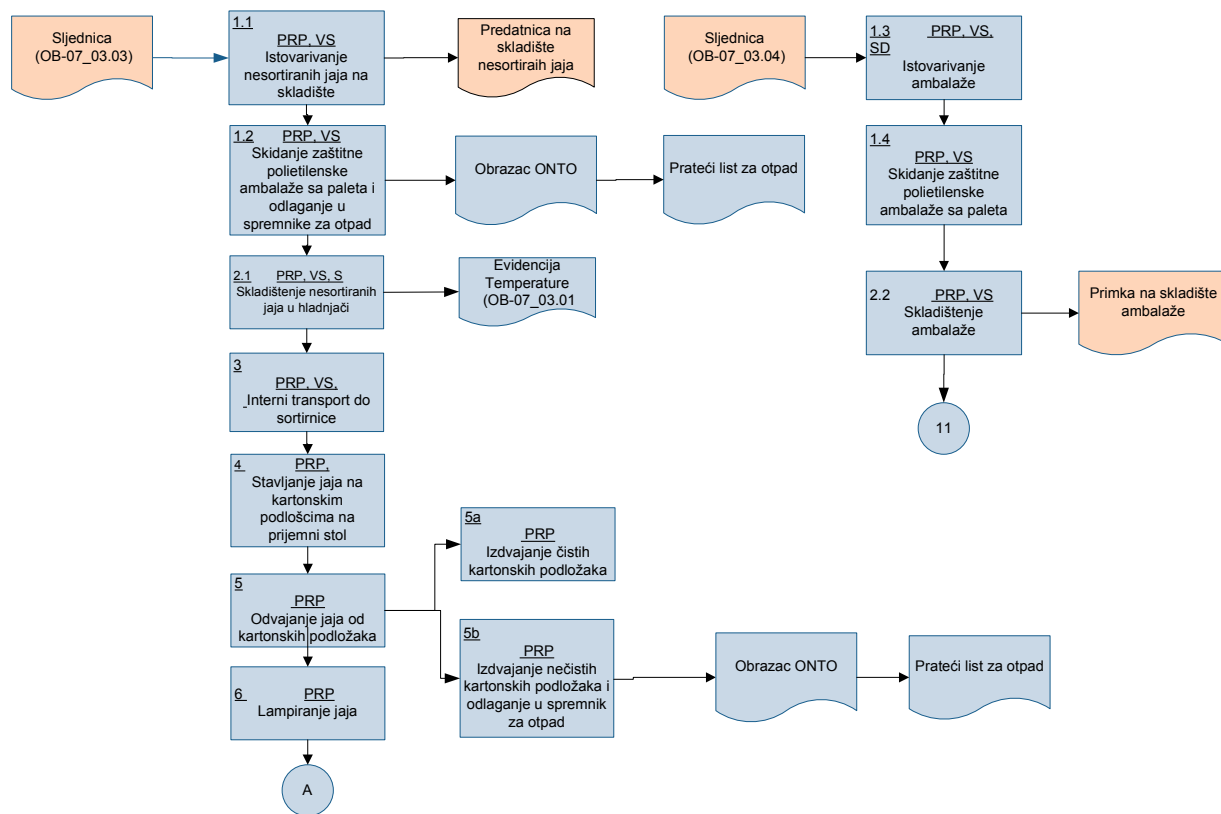 Sljednica
(OB-07_03.03)
1.1
PRP, VS
Istovarivanje
nesortiranih jaja na
skladište
Predatnica na
skladište
nesortiraih jaja
Sljednica
(OB-07_03.04)
1.3 PRP, VS,
SD
Istovarivanje
ambalaže
1.2 PRP, VS
Skidanje zaštitne
polietilenske
ambalaže sa paleta i
odlaganje u
spremnike za otpad
Obrazac ONTO
Prateći list za otpad
1.4
PRP, VS
Skidanje zaštitne
polietilenske
ambalaže sa paleta
2.1 PRP, VS, S
Skladištenje nesortiranih
jaja u hladnjači
Evidencija
Temperature
(OB-07_03.01
2.2 PRP, VS
Skladištenje
ambalaže
Primka na skladište
ambalaže
3
PRP, VS,
Interni transport do
sortirnice
11
4 PRP,
Stavljanje jaja na
kartonskim
podlošcima na
prijemni stol
5a
PRP
Izdvajanje čistih
kartonskih podložaka
5
PRP
Odvajanje jaja od
kartonskih podložaka
5b
PRP
Izdvajanje nečistih
kartonskih podložaka i
odlaganje u spremnik
za otpad
Obrazac ONTO
Prateći list za otpad
6 PRP
Lampiranje jaja
A